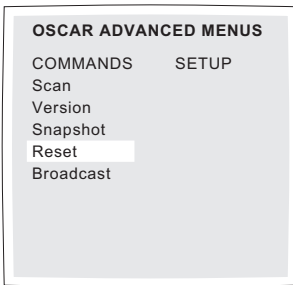 OSCAR ADVANCED MENUS
COMMANDS SETUP
Scan
Version
Snapshot
Reset
Broadcast